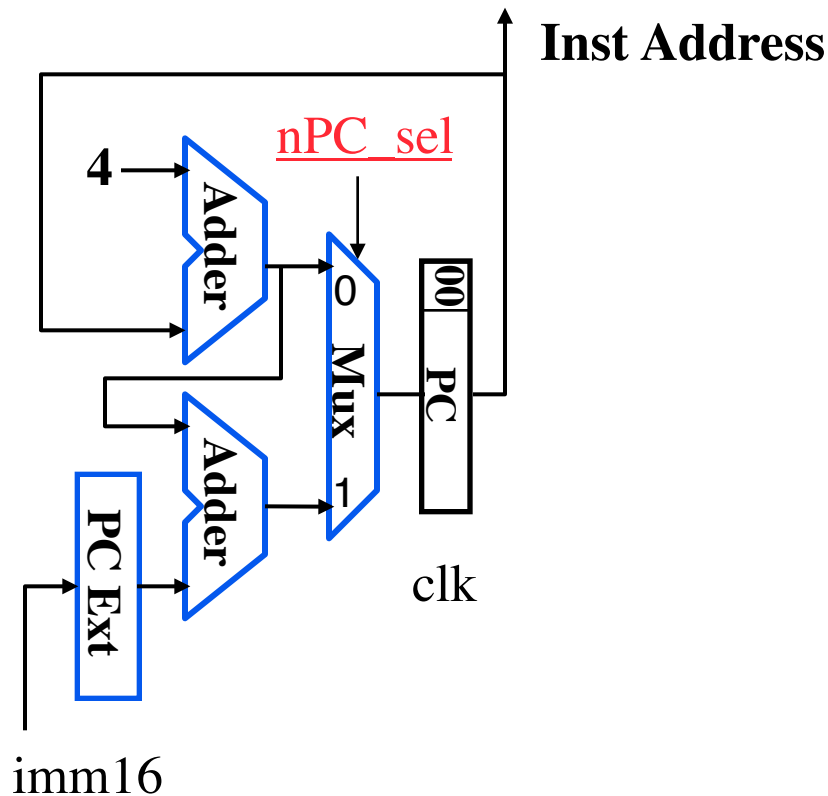 Inst Address
nPC_sel
4
Adder
0
00
Mux
PC
Adder
1
PC Ext
clk
imm16